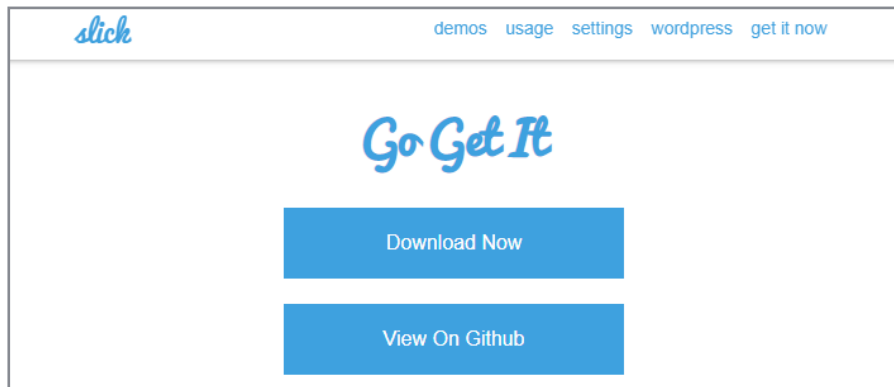 slick demos usage settings wordpress get it now
Go Get It
Download Now
View On Github